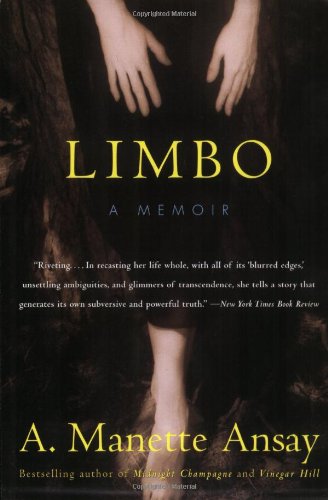 LIMBO
A MEMOIR
"Riveting. . . . In recasting her life whole, with all of its 'blurred edges,'
unsettling ambiguities, and glimmers of transcendence, she tells a story that
generates its own subversive and powerful truth." —New York Times Book Review
A. Manette Ansay
Bestselling author of Midnight Champagne and Vinegar Hill